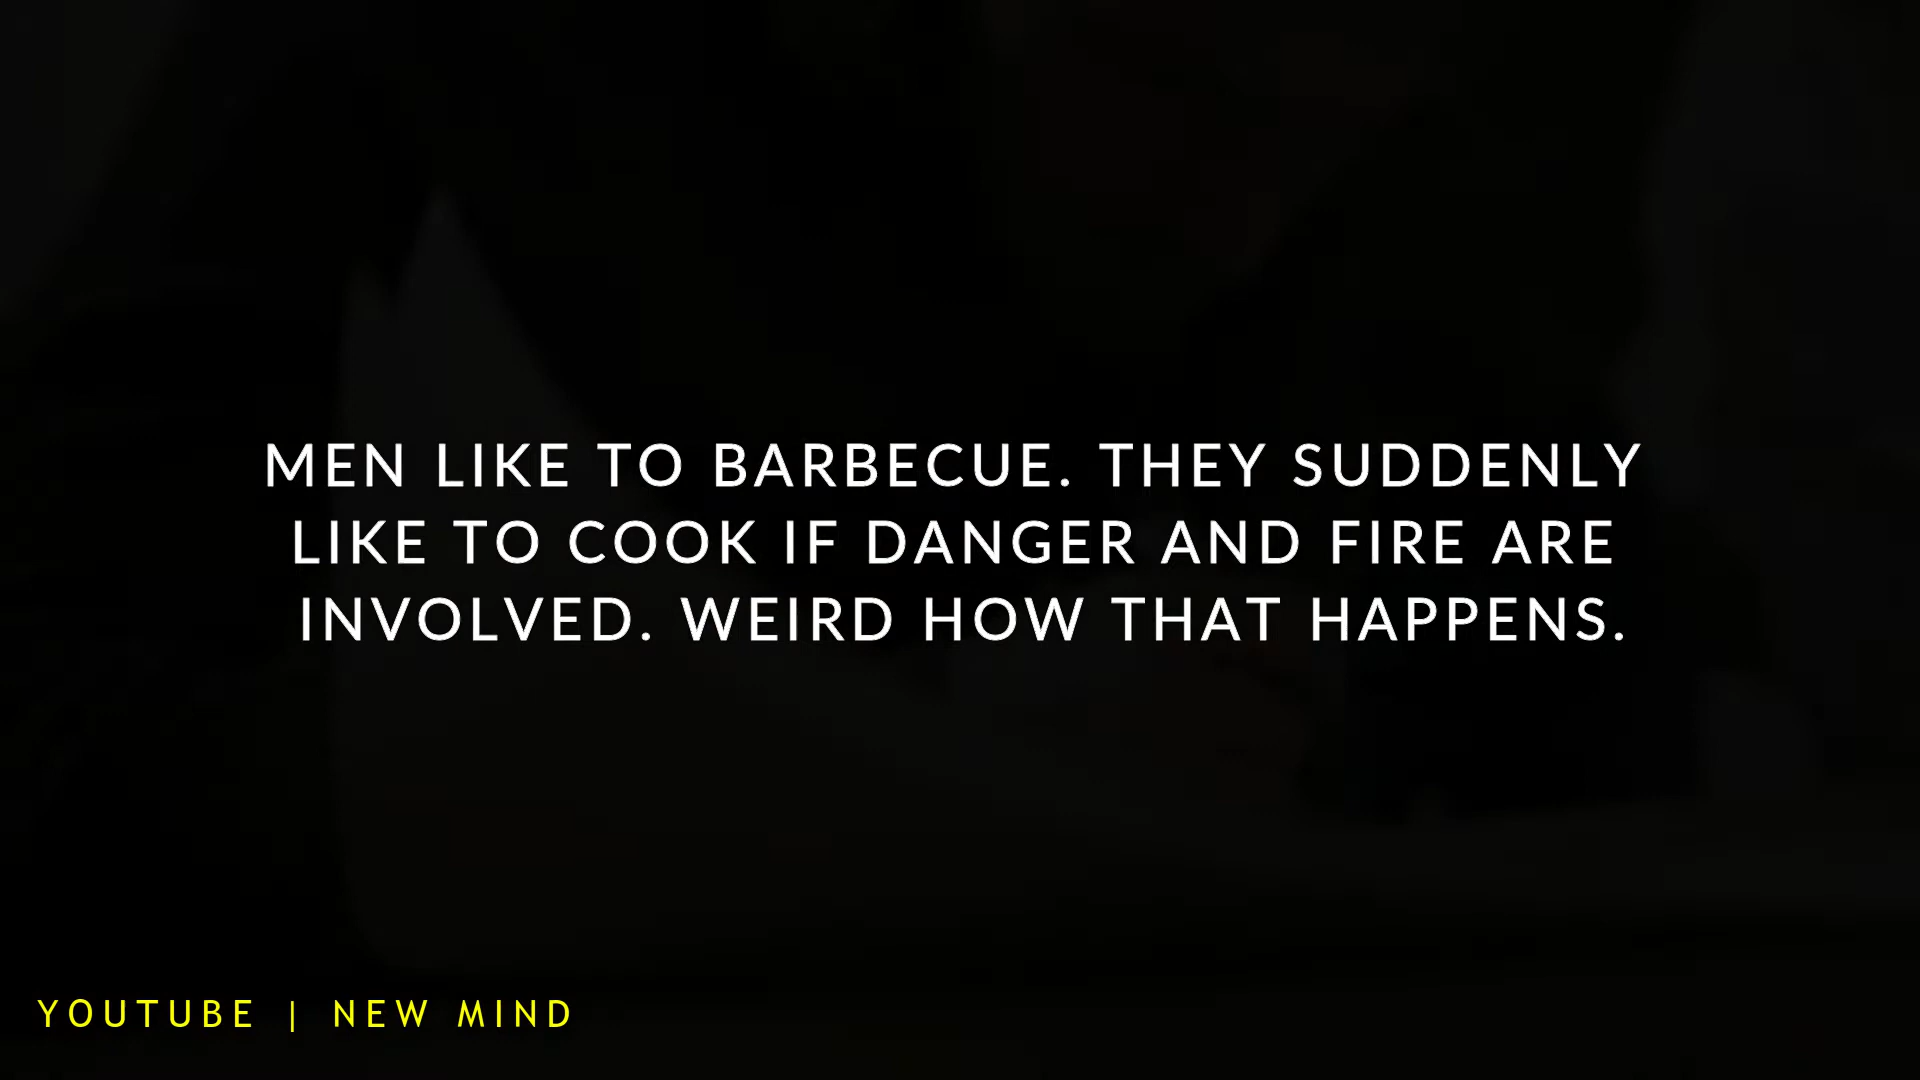 MEN LIKE TO BARBECUE. THEY SUDDENLY
LIKE TO COOK IF DANGER AND FIRE ARE
INVOLVED. WEIRD HOW THAT HAPPENS.
YOUTUBE | NEW MIND